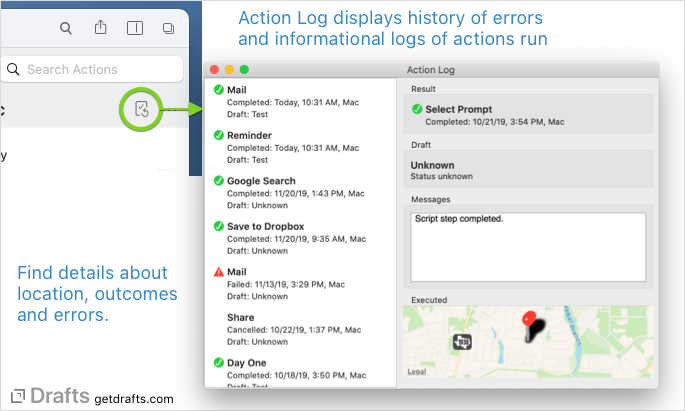 Action Log displays history of errors
and informational logs of actions run
Search Actions
c
y
Find details about
location, outcomes
and errors.
Drafts getdrafts.com
Action Log
Mail
Completed: Today, 10:31 AM, Mac
Draft: Test
Reminder
Completed: Today, 10:31 AM, Mac
Draft: Test
Google Search
Completed: 11/20/19, 1:43 PM, Mac
Draft: Unknown
Save to Dropbox
Completed: 11/20/19, 9:35 AM, Mac
Draft: Unknown
Mail
Failed: 11/13/19, 3:29 PM, Mac
Draft: Unknown
Share
Cancelled: 10/22/19, 1:37 PM, Mac
Draft: Unknown
Day One
Completed: 10/18/19, 3:50 PM, Mac
Draft: Test
Result
Select Prompt
Completed: 10/21/19, 3:54 PM, Mac
Draft
Unknown
Status unknown
Messages
Script step completed.
Executed
Legal